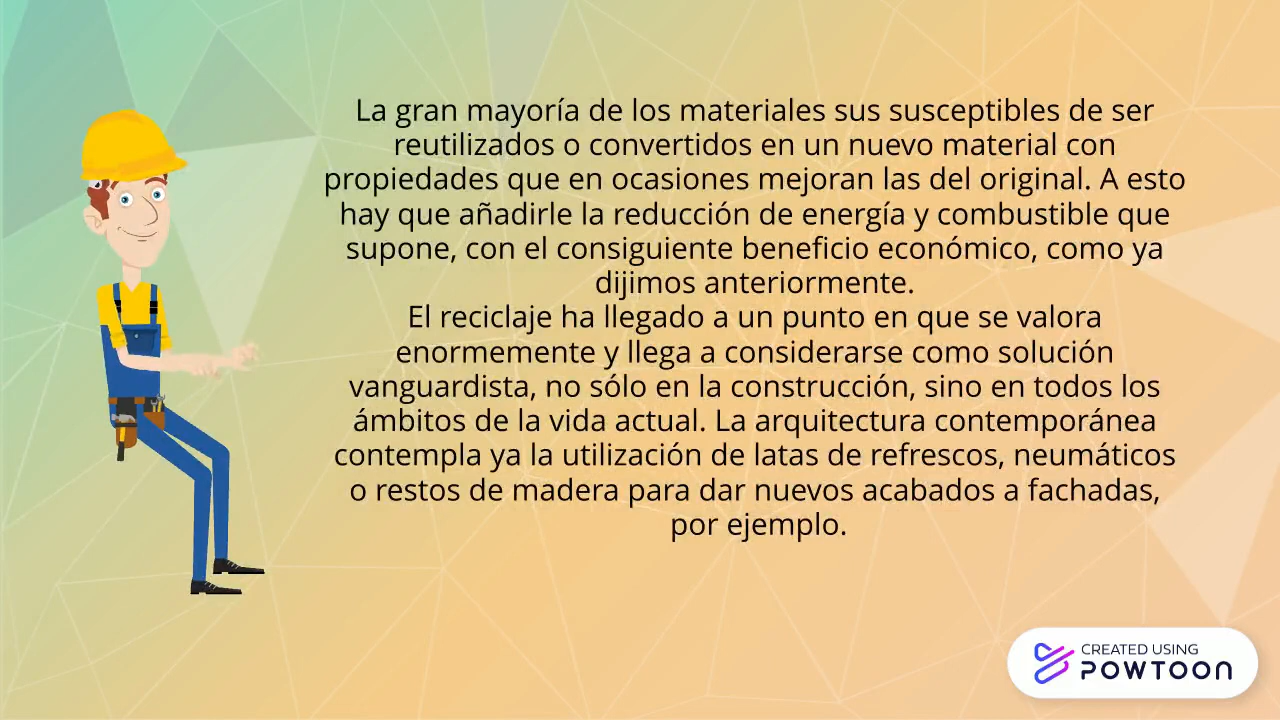 La gran mayoría de los materiales sus susceptibles de ser
reutilizados o convertidos en un nuevo material con
propiedades que en ocasiones mejoran las del original. A esto
hay que añadirle la reducción de energía y combustible que
supone, con el consiguiente beneficio económico, como ya
dijimos anteriormente.
El reciclaje ha llegado a un punto en que se valora
enormemente y llega a considerarse como solución
vanguardista, no sólo en la construcción, sino en todos los
ámbitos de la vida actual. La arquitectura contemporánea
contempla ya la utilización de latas de refrescos, neumáticos
o restos de madera para dar nuevos acabados a fachadas,
por ejemplo.
CREATED USING
POWTOON